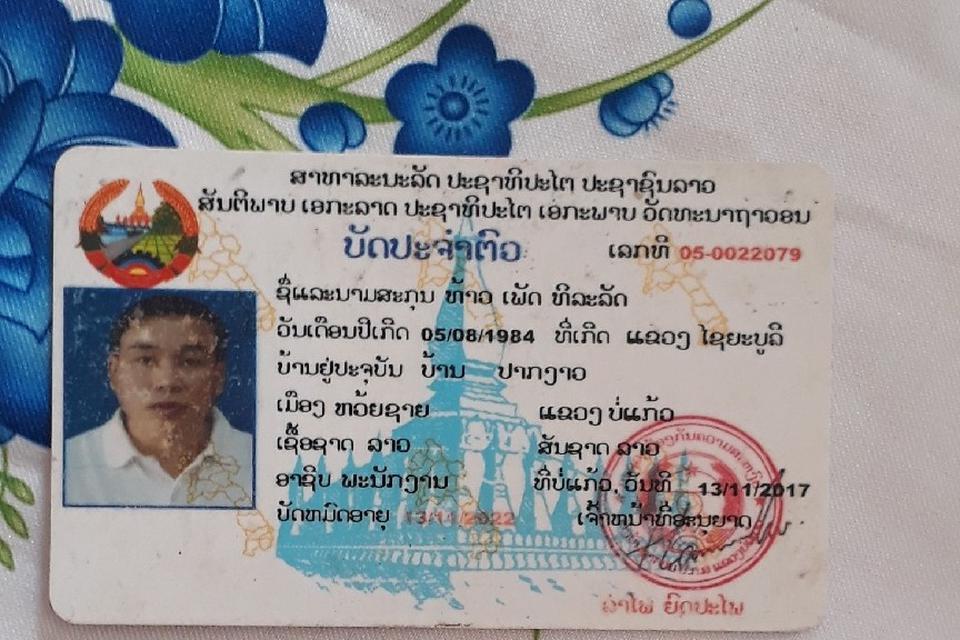 ສາທາລະນະລັດ ປະຊາທິປະໄຕ ປະຊາຊົນລາວ
ສັນຕິພາບ ເອກະລາດ ປະຊາທິປະໄຕ ເອກະພາບ ວັດທະນາຖາວອນ
ບັດປະຈຳຕົວ ເລກທີ 05-0022079
ຊື່ແລະນາມສະກຸນ ທ້າວ ເພັດ ທິລະລັດ
ວັນເດືອນປີເກີດ 05/08/1984 ທີ່ເກີດ ແຂວງ ໄຊຍະບູລີ
ບ້ານຢູ່ປະຈຸບັນ ບ້ານ ປາກງາວ
ເມືອງ ຫວ້ຍຊາຍ ແຂວງ ບໍ່ແກ້ວ
ເຊື້ອຊາດ ລາວ ສັນຊາດ ລາວ
ອາຊິບ ພະນັກງານ ທີ່ບໍ່ແກ້ວ, ວັນທີ 13/11/2017
ບັດຫມົດອາຍຸ 13/11/2022 ເຈົ້າຫນ້າທີ່ອະນຸຍາດ